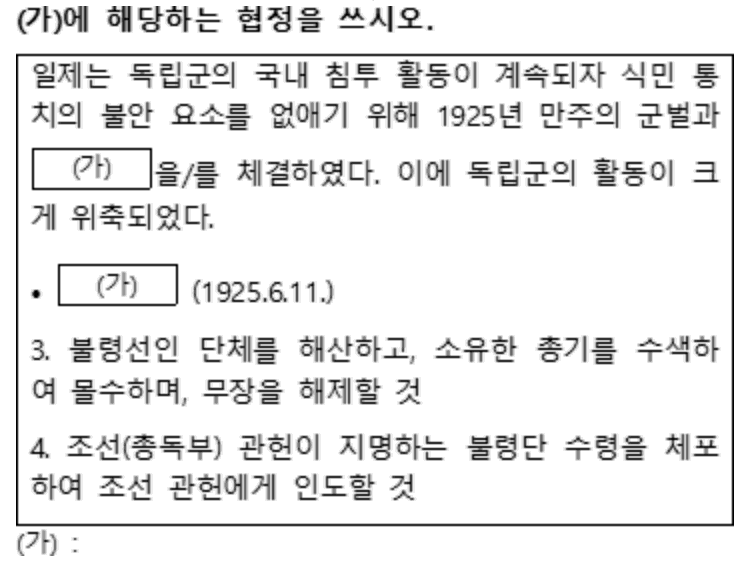 (가)에 해당하는 협정을 쓰시오.
일제는 독립군의 국내 침투 활동이 계속되자 식민 통
치의 불안 요소를 없애기 위해 1925년 만주의 군벌과
(가) 을/를 체결하였다. 이에 독립군의 활동이 크
게 위축되었다.
• (가) (1925.6.11.)
3. 불령선인 단체를 해산하고, 소유한 총기를 수색하
여 몰수하며, 무장을 해제할 것
4. 조선(총독부) 관헌이 지명하는 불령단 수령을 체포
하여 조선 관헌에게 인도할 것
(가) :